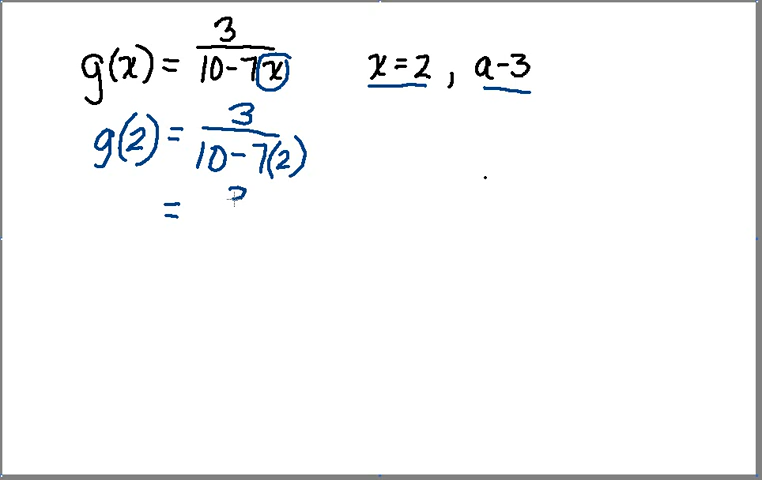 g(x) = 3/(10-7x) x=2, a-3
g(2) = 3/(10-7(2))
=